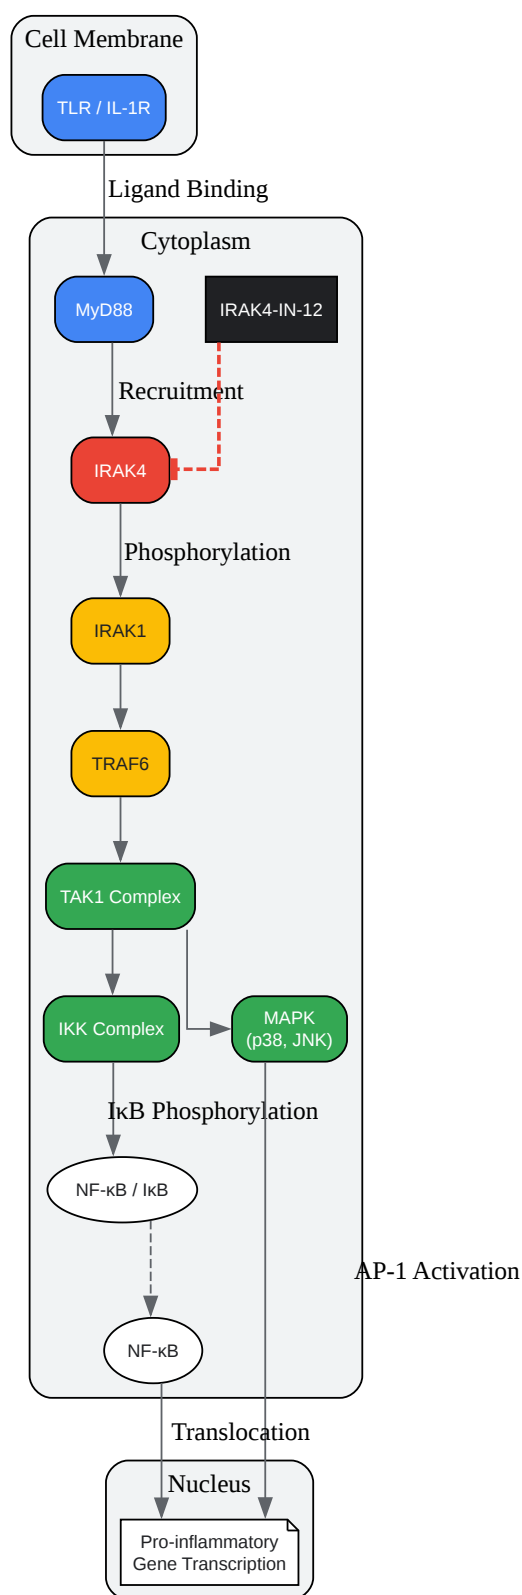 Cell Membrane
TLR / IL-1R
Ligand Binding
Cytoplasm
MyD88
IRAK4-IN-12
Recruitment
IRAK4
Phosphorylation
IRAK1
TRAF6
TAK1 Complex
IKK Complex
MAPK
(p38, JNK)
IκB Phosphorylation
NF-κB / IκB
AP-1 Activation
NF-κB
Translocation
Nucleus
Pro-inflammatory
Gene Transcription